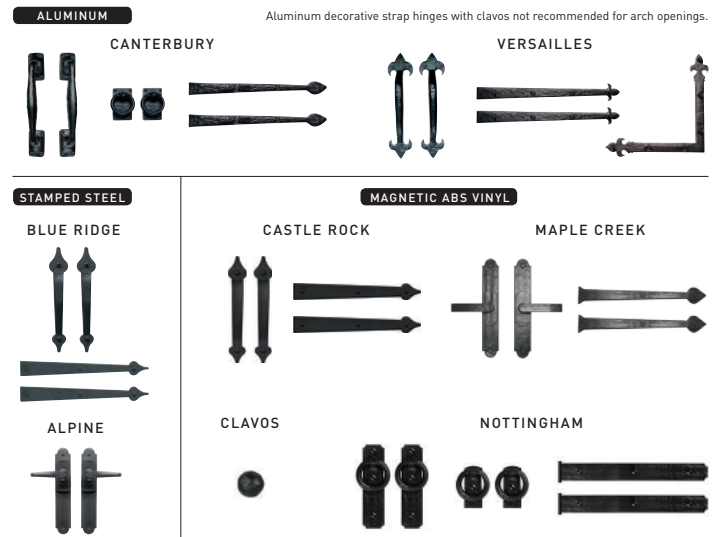 ALUMINUM
Aluminum decorative strap hinges with clavos not recommended for arch openings.
CANTERBURY
VERSAILLES
STAMPED STEEL
MAGNETIC ABS VINYL
BLUE RIDGE
CASTLE ROCK
MAPLE CREEK
ALPINE
CLAVOS
NOTTINGHAM